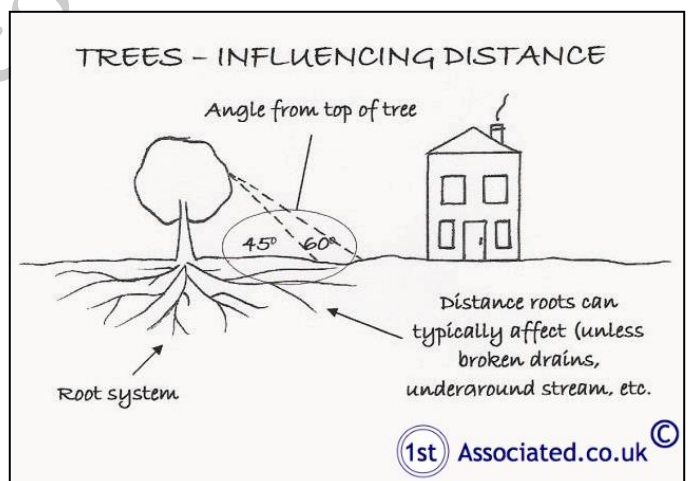 TREES – INFLUENCING DISTANCE
Angle from top of tree
45° 60°
Distance roots can
typically affect (unless
broken drains,
underground stream, etc.
Root system
1st Associated.co.uk ©